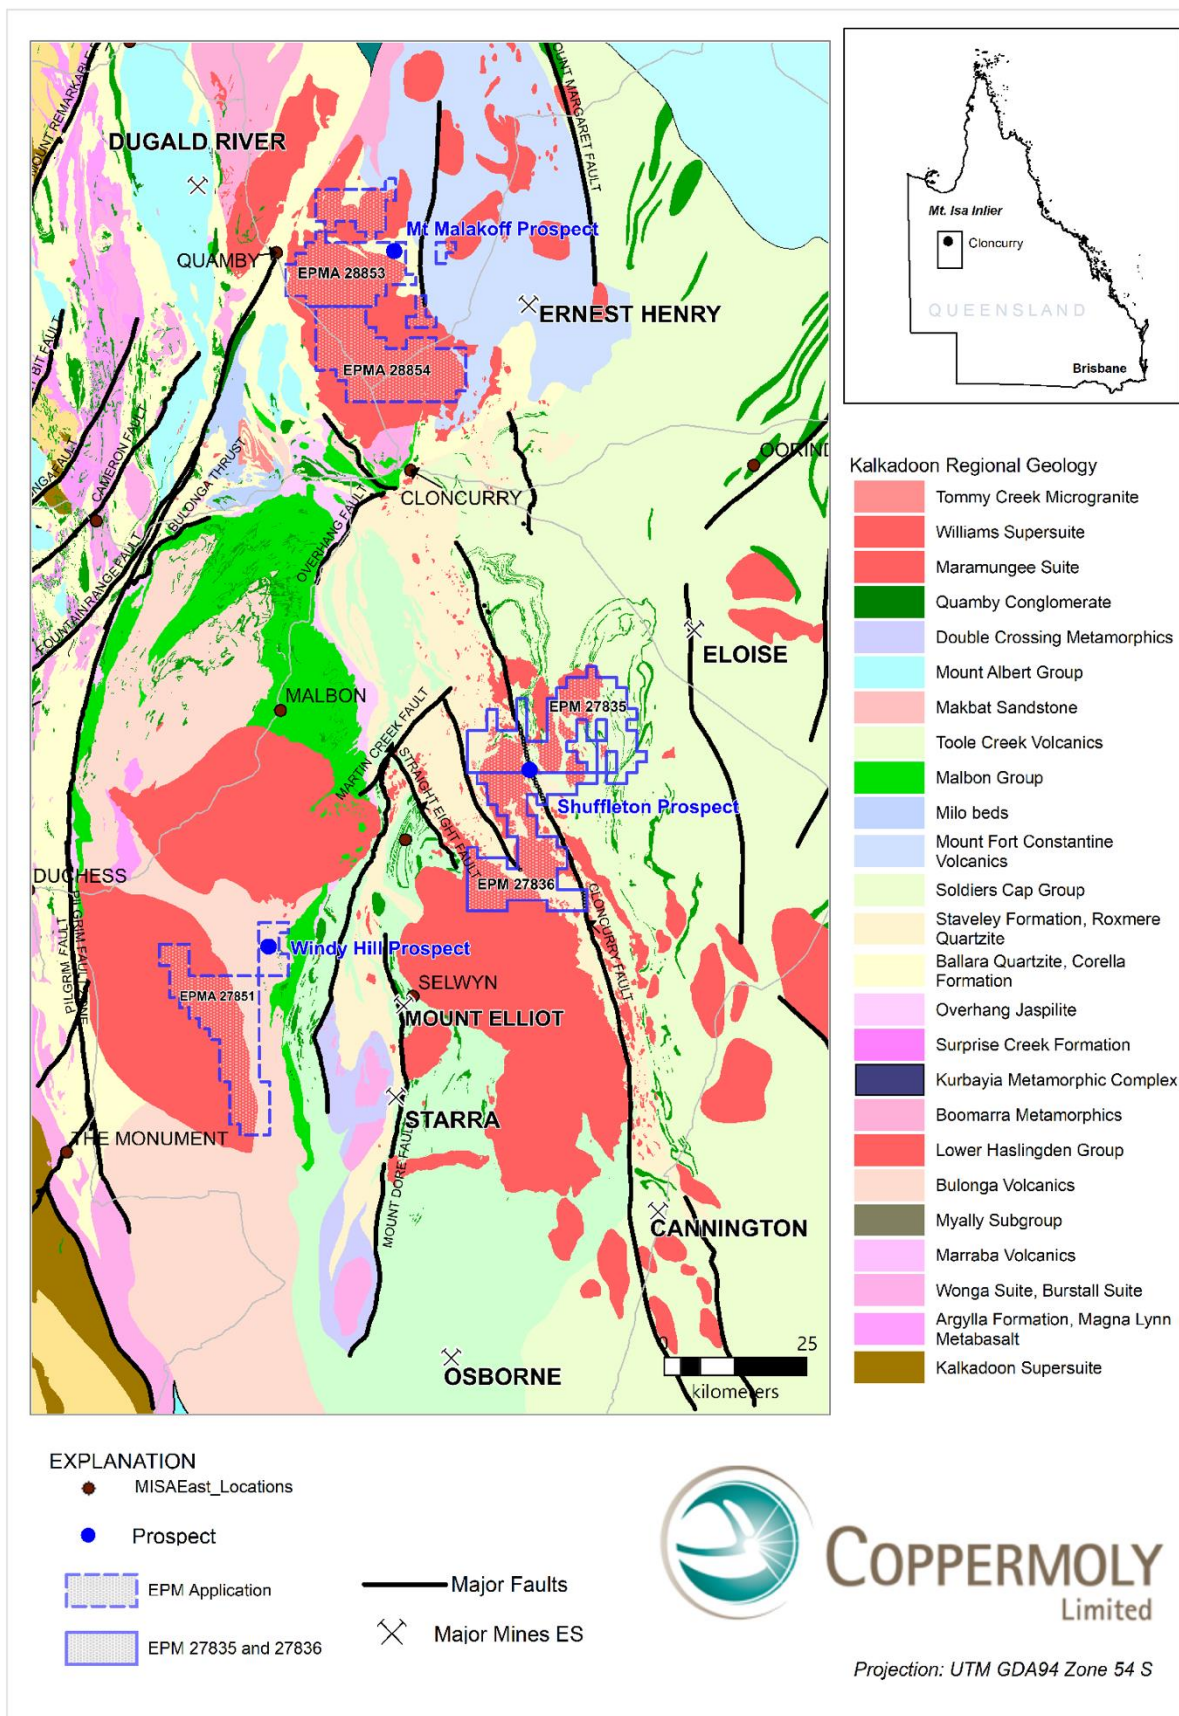 DUGALD RIVER
MOUNT REMARKABLE
OUNT MARGARET FAULT
Mt Malakoff Prospect
QUAMBY
EPMA 28853
ERNEST HENRY
EPMA 28854
BIT FAULT
CAMERON FAULT
BULONGA THRUST
OORIND
CLONCURRY
OVERHANG FAULT
FOUNTAIN RANGE FAULT
ELOISE
MALBON
EPM 27835
MARTIN CREEK FAULT
STRAIGHT EIGHT FAULT
Shuffleton Prospect
DUCHESS
EPM 27836
CLONCURRY FAULT
PILGRIM FAULT
PILGRIM FAULT ZONE
Windy Hill Prospect
EPMA 27851
SELWYN
MOUNT ELLIOT
STARRA
THE MONUMENT
MOUNT DORE FAULT
CANNINGTON
OSBORNE
0 25
kilometers
Mt. Isa Inlier
Cloncurry
QUEENSLAND
Brisbane
Kalkadoon Regional Geology
Tommy Creek Microgranite
Williams Supersuite
Maramungee Suite
Quamby Conglomerate
Double Crossing Metamorphics
Mount Albert Group
Makbat Sandstone
Toole Creek Volcanics
Malbon Group
Milo beds
Mount Fort Constantine
Volcanics
Soldiers Cap Group
Staveley Formation, Roxmere
Quartzite
Ballara Quartzite, Corella
Formation
Overhang Jaspilite
Surprise Creek Formation
Kurbayia Metamorphic Complex
Boomarra Metamorphics
Lower Haslingden Group
Bulonga Volcanics
Myally Subgroup
Marraba Volcanics
Wonga Suite, Burstall Suite
Argylla Formation, Magna Lynn
Metabasalt
Kalkadoon Supersuite
EXPLANATION
MISAEast_Locations
Prospect
EPM Application
EPM 27835 and 27836
Major Faults
Major Mines ES
COPPERMOLY
Limited
Projection: UTM GDA94 Zone 54 S